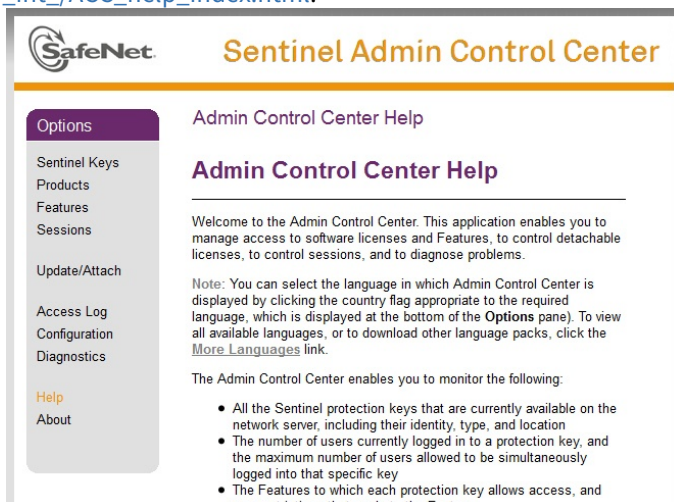 _int_/ACC_help_index.html.
SafeNet. Sentinel Admin Control Center
Options
Sentinel Keys
Products
Features
Sessions
Update/Attach
Access Log
Configuration
Diagnostics
Help
About
Admin Control Center Help
Admin Control Center Help
Welcome to the Admin Control Center. This application enables you to
manage access to software licenses and Features, to control detachable
licenses, to control sessions, and to diagnose problems.
Note: You can select the language in which Admin Control Center is
displayed by clicking the country flag appropriate to the required
language, which is displayed at the bottom of the Options pane). To view
all available languages, or to download other language packs, click the
More Languages link.
The Admin Control Center enables you to monitor the following:
• All the Sentinel protection keys that are currently available on the
network server, including their identity, type, and location
• The number of users currently logged in to a protection key, and
the maximum number of users allowed to be simultaneously
logged into that specific key
• The Features to which each protection key allows access, and